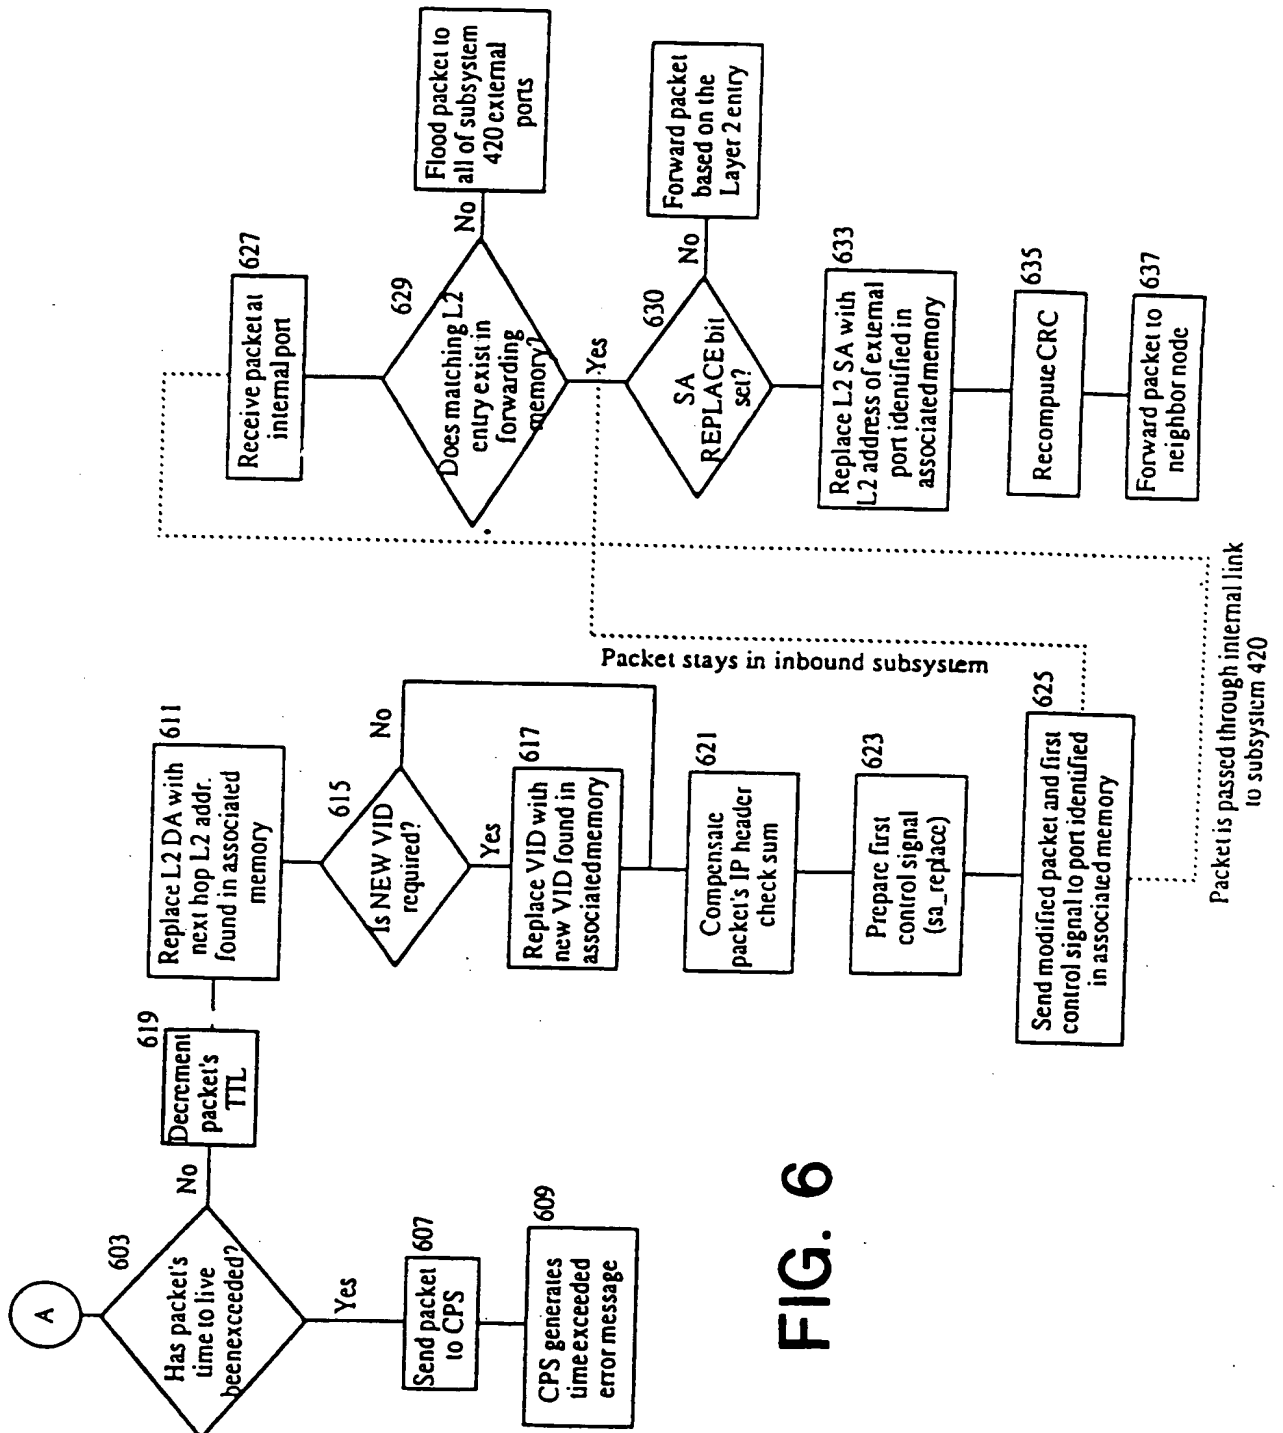 A
603
Has packet's
time to live
been exceeded?
No
Yes
607
Send packet
to CPS
609
CPS generates
time exceeded
error message
619
Decrement
packet's
TTL
611
Replace L2 DA with
next hop L2 addr.
found in associated
memory
615
Is NEW VID
required?
No
Yes
617
Replace VID with
new VID found in
associated memory
621
Compensate
packet's IP header
check sum
623
Prepare first
control signal
(sa_replace)
625
Send modified packet and first
control signal to port identified
in associated memory
Packet stays in inbound subsystem
Packet is passed through internal link
to subsystem 420
627
Receive packet at
internal port
629
Does matching L2
entry exist in
forwarding
memory?
No
Flood packet to
all of subsystem
420 external
ports
Yes
630
SA
REPLACE bit
set?
No
Forward packet
based on the
Layer 2 entry
633
Replace L2 SA with
L2 address of external
port identified in
associated memory
635
Recompute CRC
637
Forward packet to
neighbor node
FIG. 6